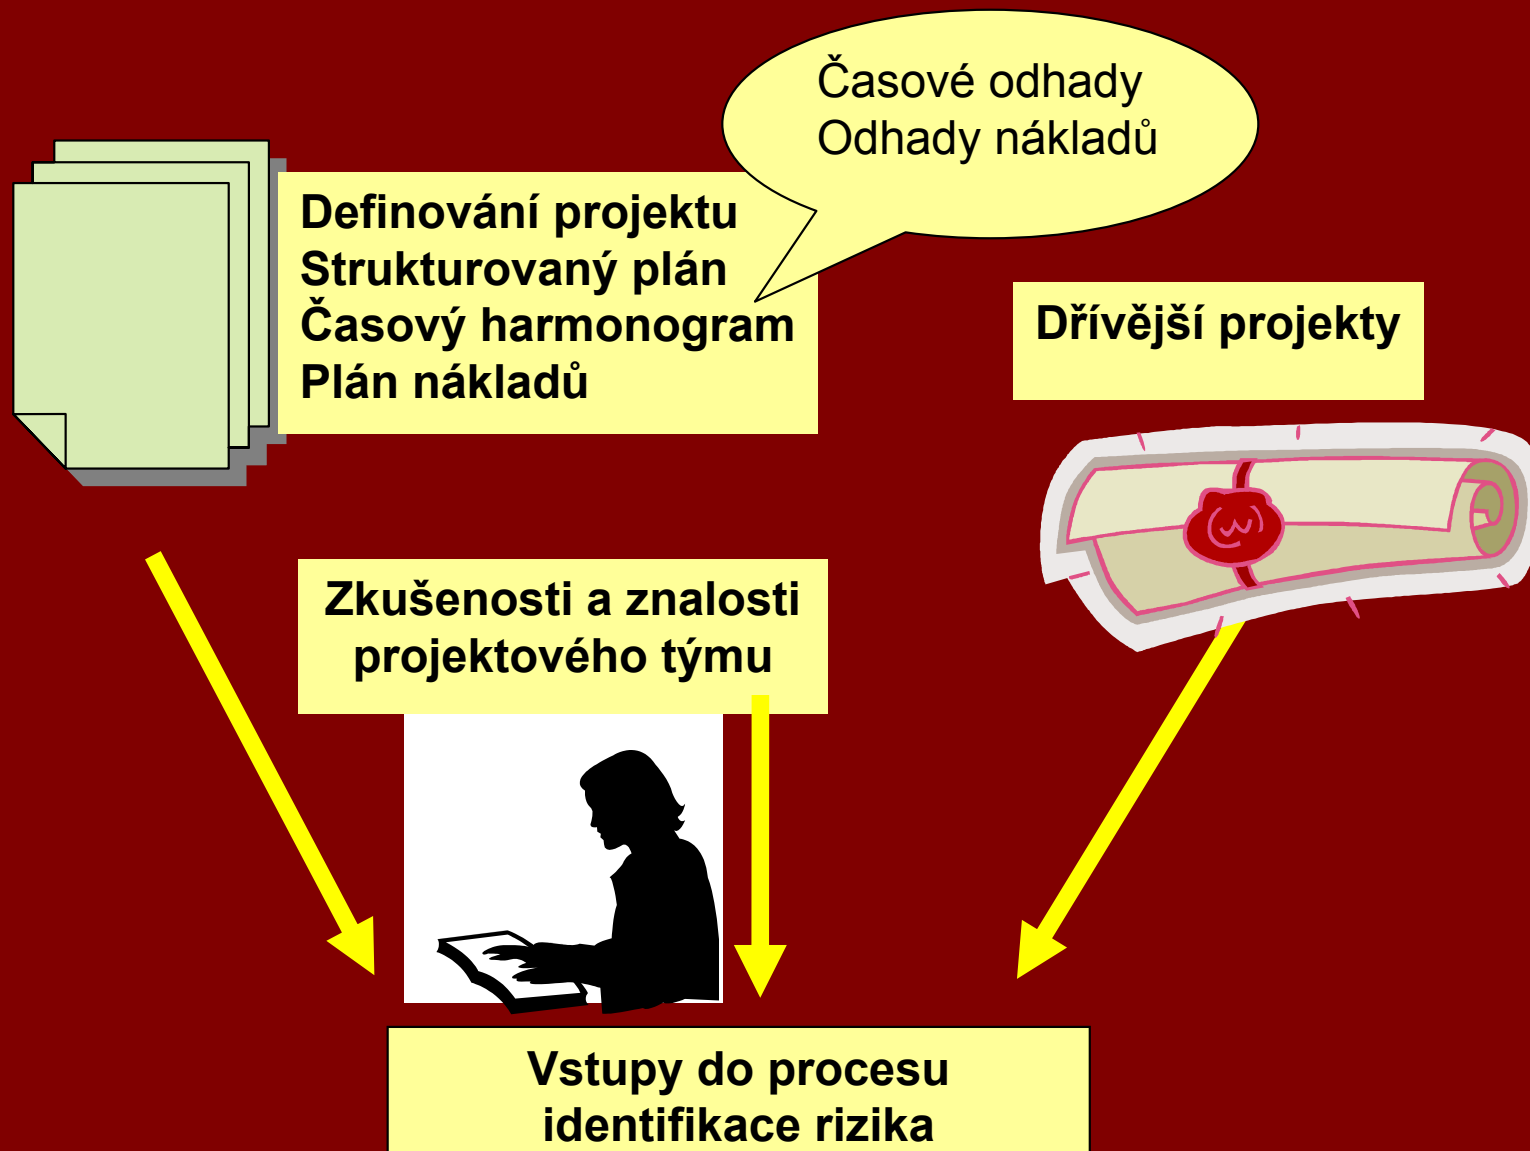 Časové odhady
Odhady nákladů
Definování projektu
Strukturovaný plán
Časový harmonogram
Plán nákladů
Dřívější projekty
Zkušenosti a znalosti
projektového týmu
Vstupy do procesu
identifikace rizika